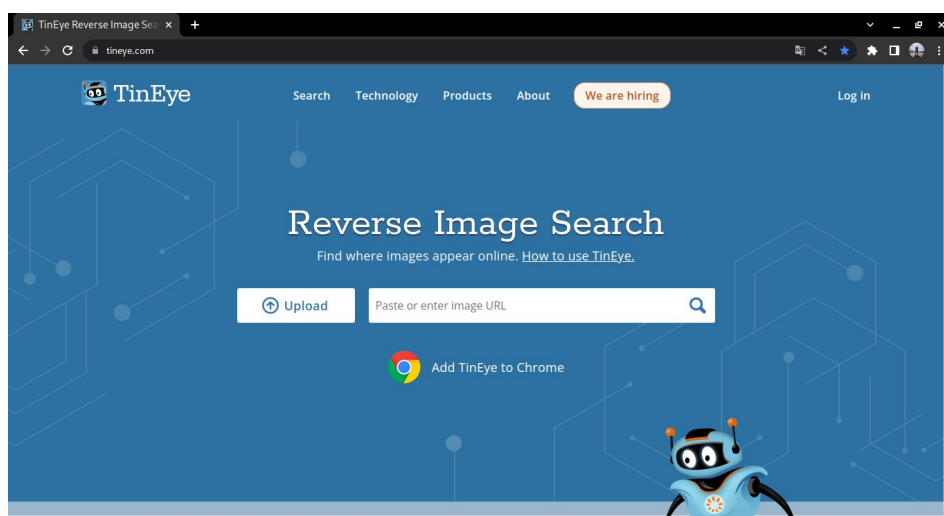 TinEye Reverse Image Sea
tineye.com
TinEye
Search Technology Products About We are hiring Log in
Reverse Image Search
Find where images appear online. How to use TinEye.
Upload Paste or enter image URL
Add TinEye to Chrome